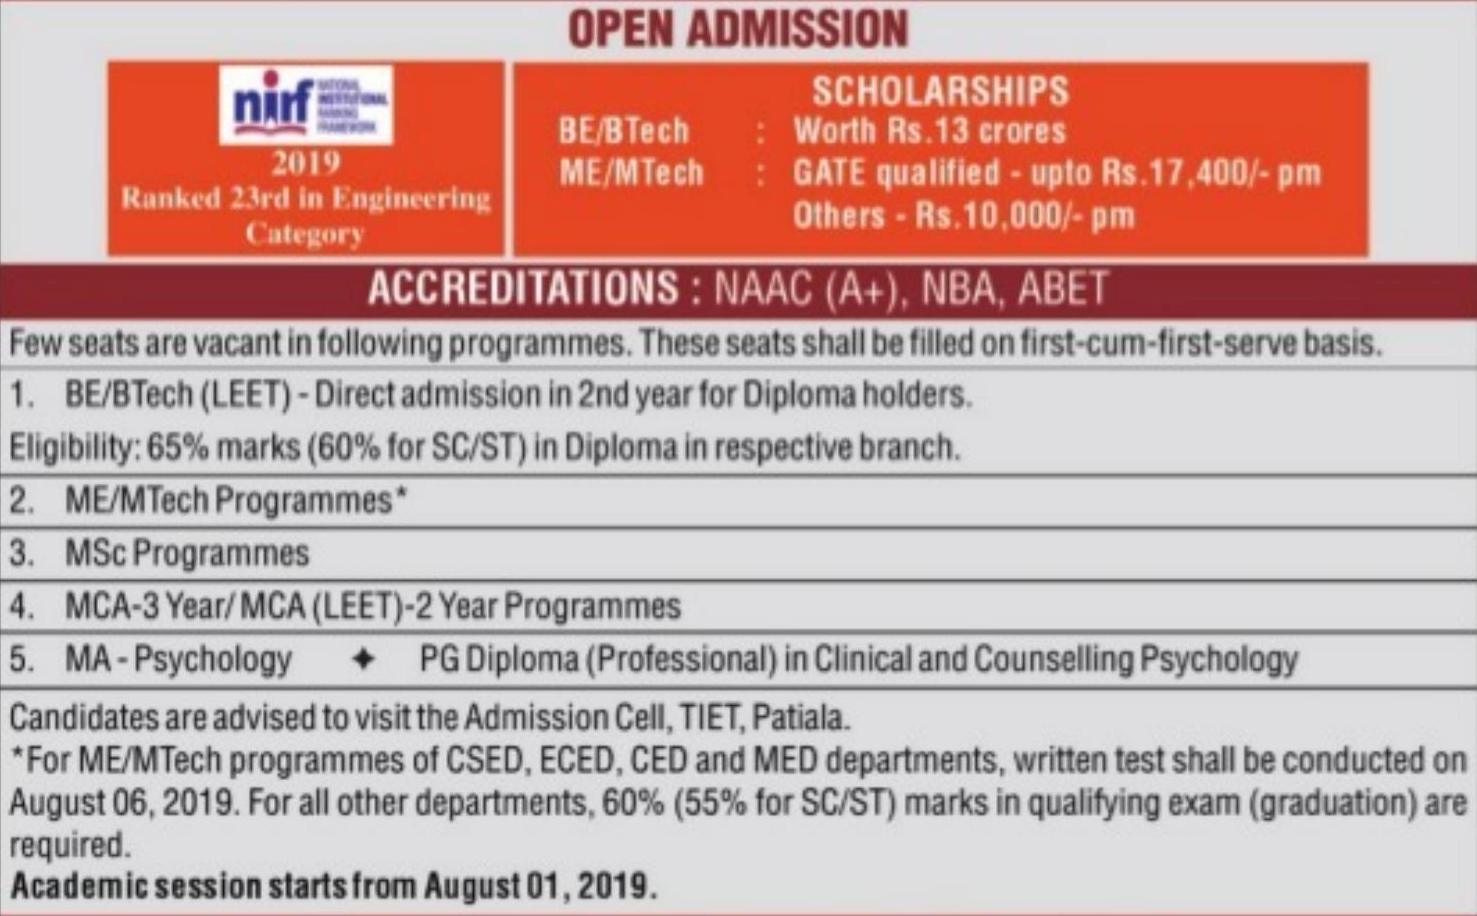 OPEN ADMISSION
nirf
NATIONAL
INSTITUTIONAL
RANKING
FRAMEWORK
2019
Ranked 23rd in Engineering
Category
SCHOLARSHIPS
BE/BTech : Worth Rs.13 crores
ME/MTech : GATE qualified - upto Rs.17,400/- pm
Others - Rs.10,000/- pm
ACCREDITATIONS : NAAC (A+), NBA, ABET
Few seats are vacant in following programmes. These seats shall be filled on first-cum-first-serve basis.
1. BE/BTech (LEET) - Direct admission in 2nd year for Diploma holders.
Eligibility: 65% marks (60% for SC/ST) in Diploma in respective branch.
2. ME/MTech Programmes*
3. MSc Programmes
4. MCA-3 Year/ MCA (LEET)-2 Year Programmes
5. MA - Psychology ✦ PG Diploma (Professional) in Clinical and Counselling Psychology
Candidates are advised to visit the Admission Cell, TIET, Patiala.
*For ME/MTech programmes of CSED, ECED, CED and MED departments, written test shall be conducted on
August 06, 2019. For all other departments, 60% (55% for SC/ST) marks in qualifying exam (graduation) are
required.
Academic session starts from August 01, 2019.